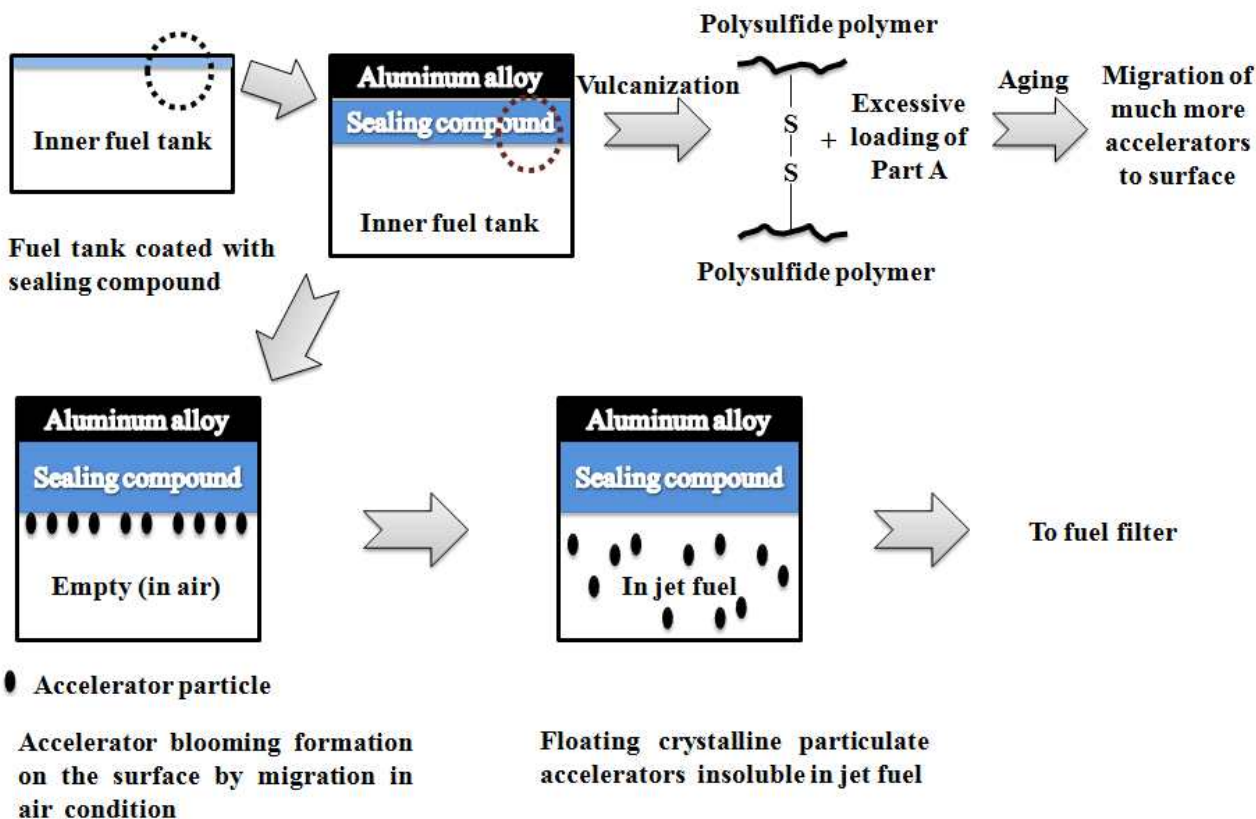 Inner fuel tank
Fuel tank coated with
sealing compound
Aluminum alloy
Sealing compound
Inner fuel tank
Vulcanization
Polysulfide polymer
S
S
Polysulfide polymer
+
Excessive
loading of
Part A
Aging
Migration of
much more
accelerators
to surface
Aluminum alloy
Sealing compound
Empty (in air)
Accelerator particle
Accelerator blooming formation
on the surface by migration in
air condition
Aluminum alloy
Sealing compound
In jet fuel
Floating crystalline particulate
accelerators insoluble in jet fuel
To fuel filter